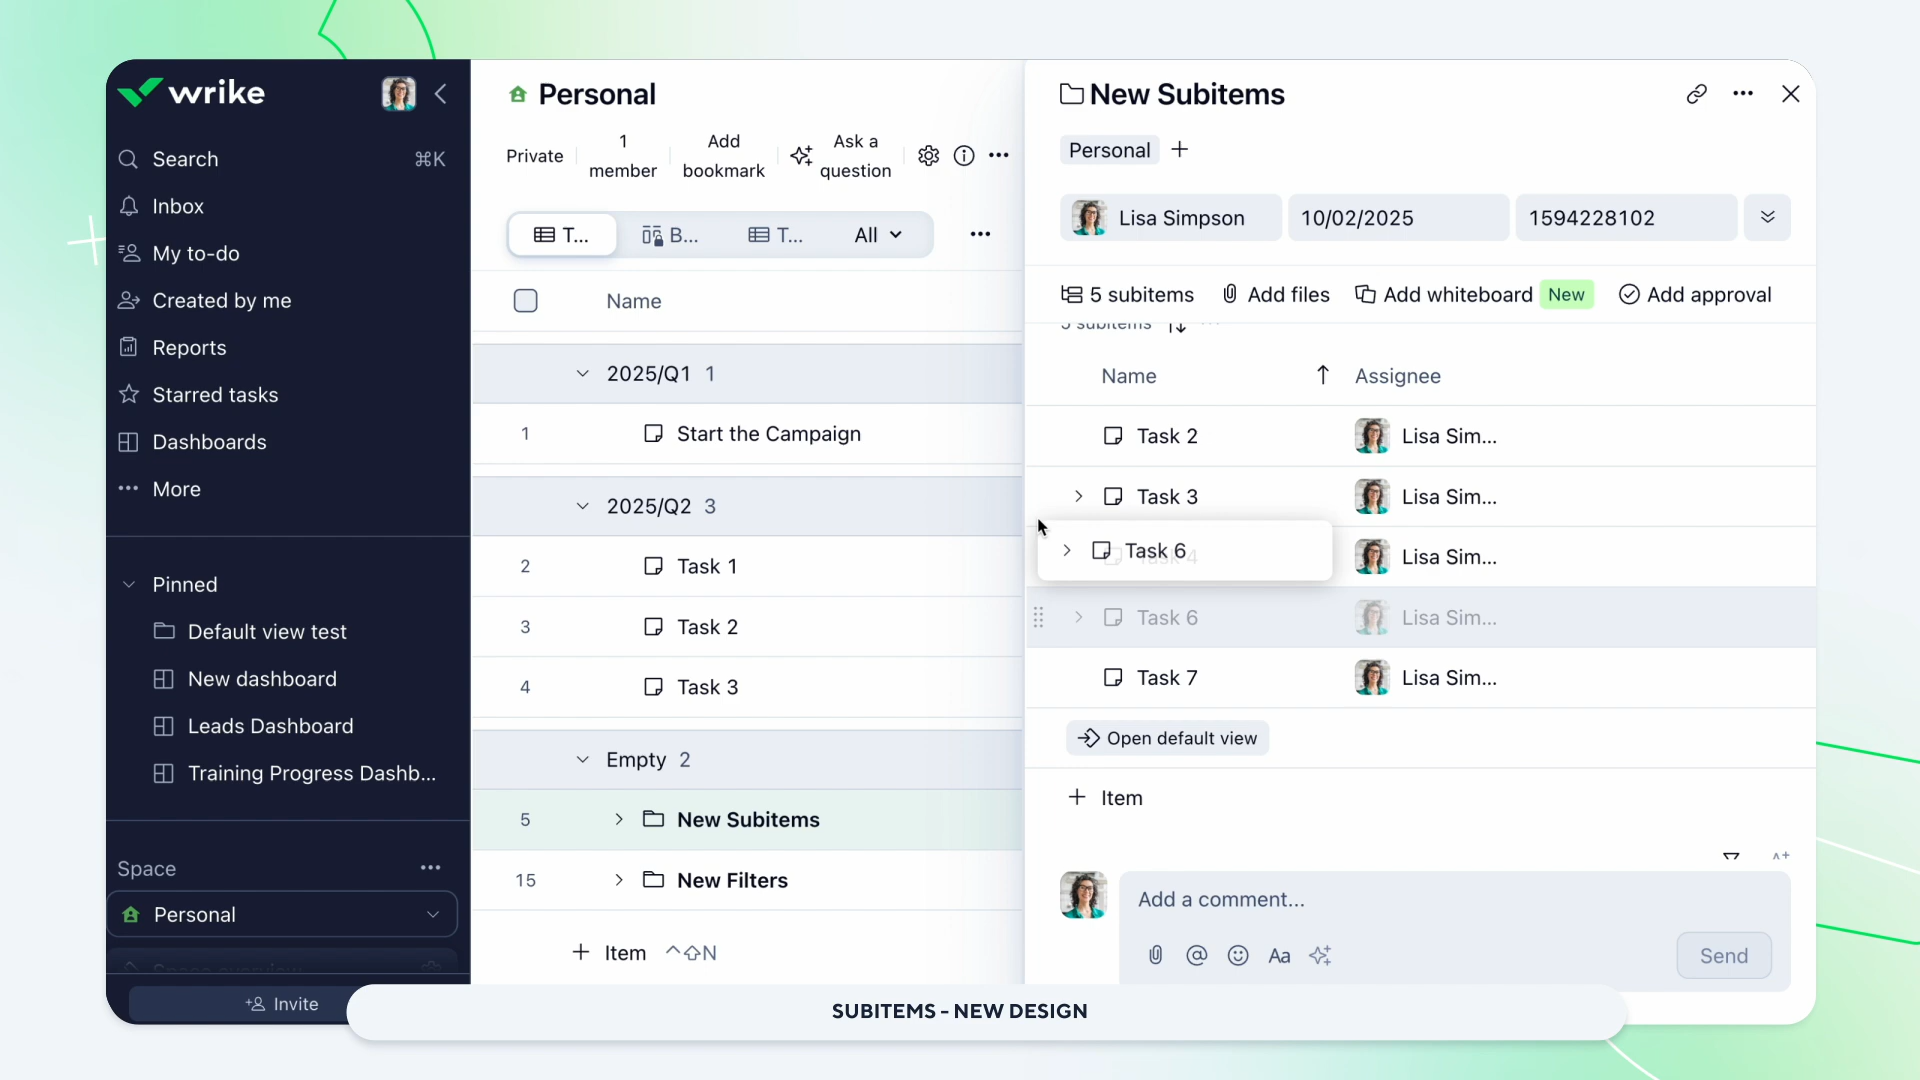 wrike
Search ⌘K
Inbox
My to-do
Created by me
Reports
Starred tasks
Dashboards
More
Pinned
Default view test
New dashboard
Leads Dashboard
Training Progress Dashb...
Space
Personal
Space overview
Invite
Personal
Private
1 member
Add bookmark
Ask a question
T...
B...
T...
All
Name
2025/Q1 1
1 Start the Campaign
2025/Q2 3
2 Task 1
3 Task 2
4 Task 3
Empty 2
5 New Subitems
15 New Filters
+ Item ^⇧N
New Subitems
Personal +
Lisa Simpson
10/02/2025
1594228102
5 subitems
Add files
Add whiteboard New
Add approval
5 subitems
Name ↑ Assignee
Task 2 Lisa Sim...
Task 3 Lisa Sim...
Task 6
Task 4 Lisa Sim...
Task 6 Lisa Sim...
Task 7 Lisa Sim...
Open default view
+ Item
Add a comment...
@ Aa
Send
SUBITEMS - NEW DESIGN